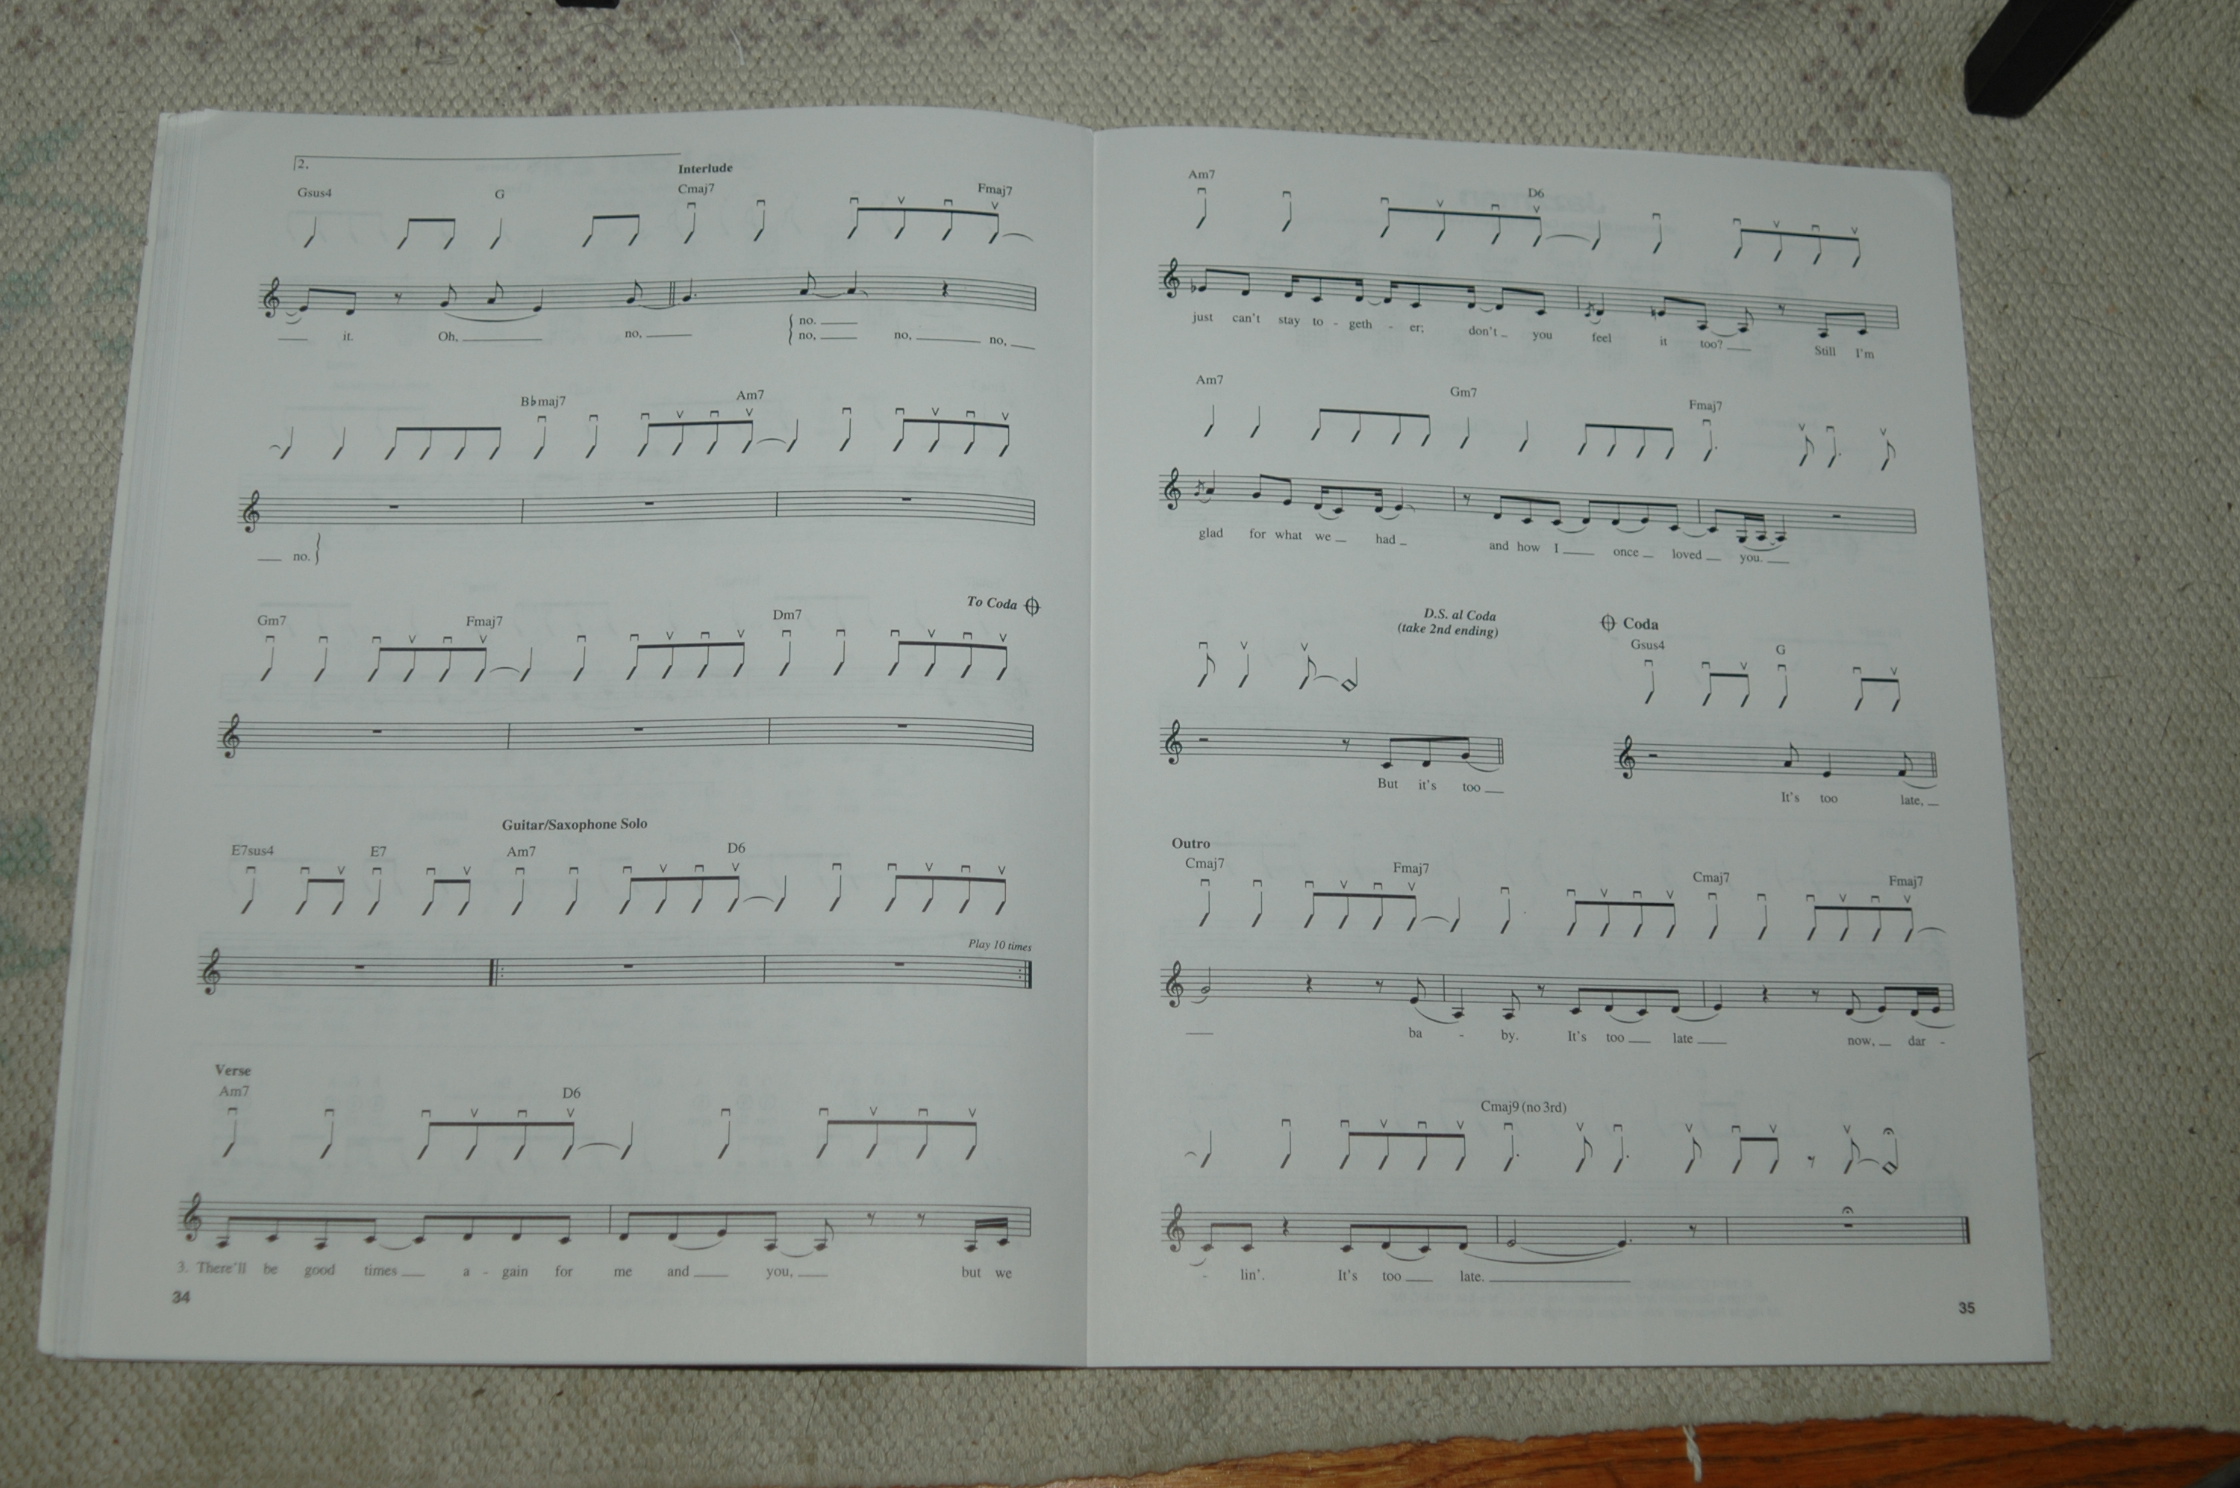 2.
Gsus4 G Interlude Cmaj7 Fmaj7
it. Oh, no, no. no, no, no,
B♭maj7 Am7
no.
To Coda
Gm7 Fmaj7 Dm7
Guitar/Saxophone Solo
E7sus4 E7 Am7 D6
Play 10 times
Verse
Am7 D6
3. There'll be good times a - gain for me and you, but we
34
Am7 D6
just can't stay to - geth - er; don't you feel it too? Still I'm
Am7 Gm7 Fmaj7
glad for what we had and how I once loved you.
D.S. al Coda
(take 2nd ending)
But it's too
Coda
Gsus4 G
It's too late,
Outro
Cmaj7 Fmaj7 Cmaj7 Fmaj7
ba - by. It's too late now, dar -
Cmaj9 (no 3rd)
- lin'. It's too late.
35